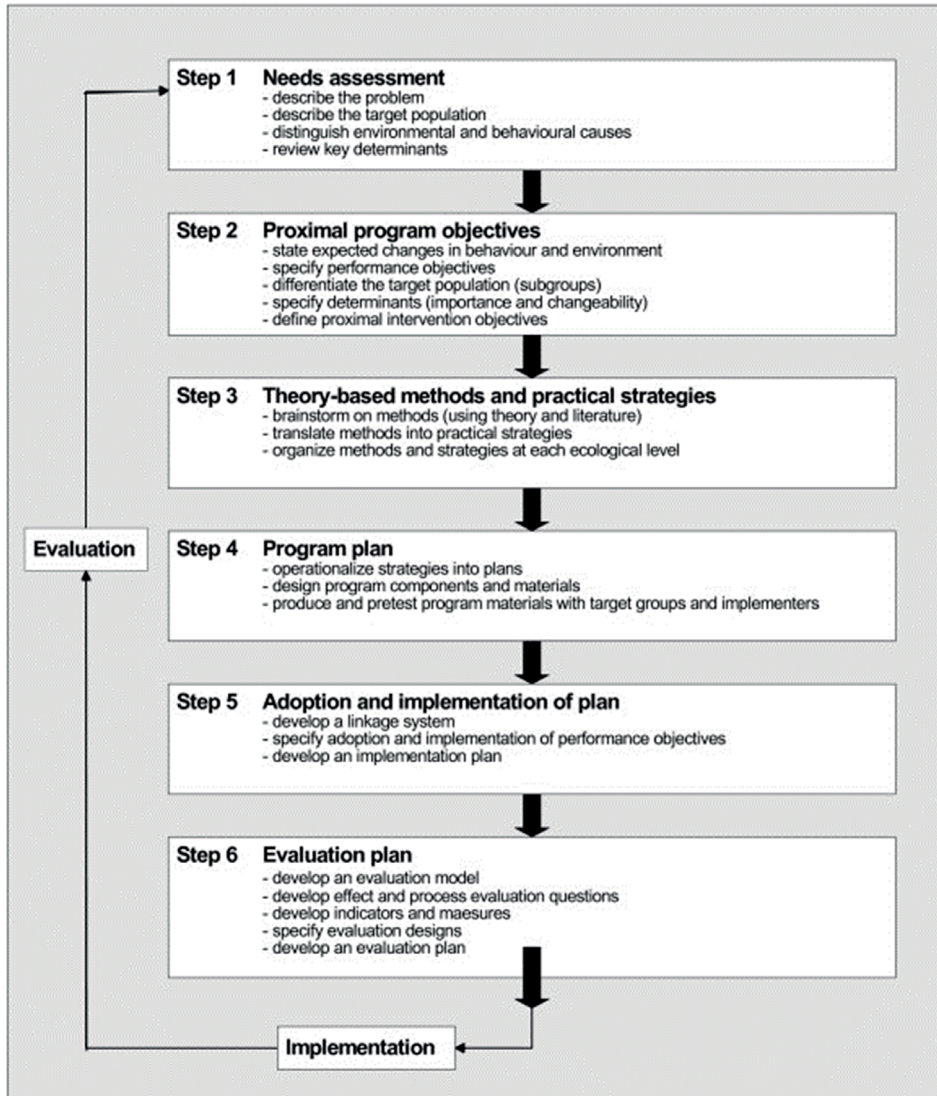 Step 1 Needs assessment
- describe the problem
- describe the target population
- distinguish environmental and behavioural causes
- review key determinants
Step 2 Proximal program objectives
- state expected changes in behaviour and environment
- specify performance objectives
- differentiate the target population (subgroups)
- specify determinants (importance and changeability)
- define proximal intervention objectives
Step 3 Theory-based methods and practical strategies
- brainstorm on methods (using theory and literature)
- translate methods into practical strategies
- organize methods and strategies at each ecological level
Evaluation
Step 4 Program plan
- operationalize strategies into plans
- design program components and materials
- produce and pretest program materials with target groups and implementers
Step 5 Adoption and implementation of plan
- develop a linkage system
- specify adoption and implementation of performance objectives
- develop an implementation plan
Step 6 Evaluation plan
- develop an evaluation model
- develop effect and process evaluation questions
- develop indicators and maesures
- specify evaluation designs
- develop an evaluation plan
Implementation